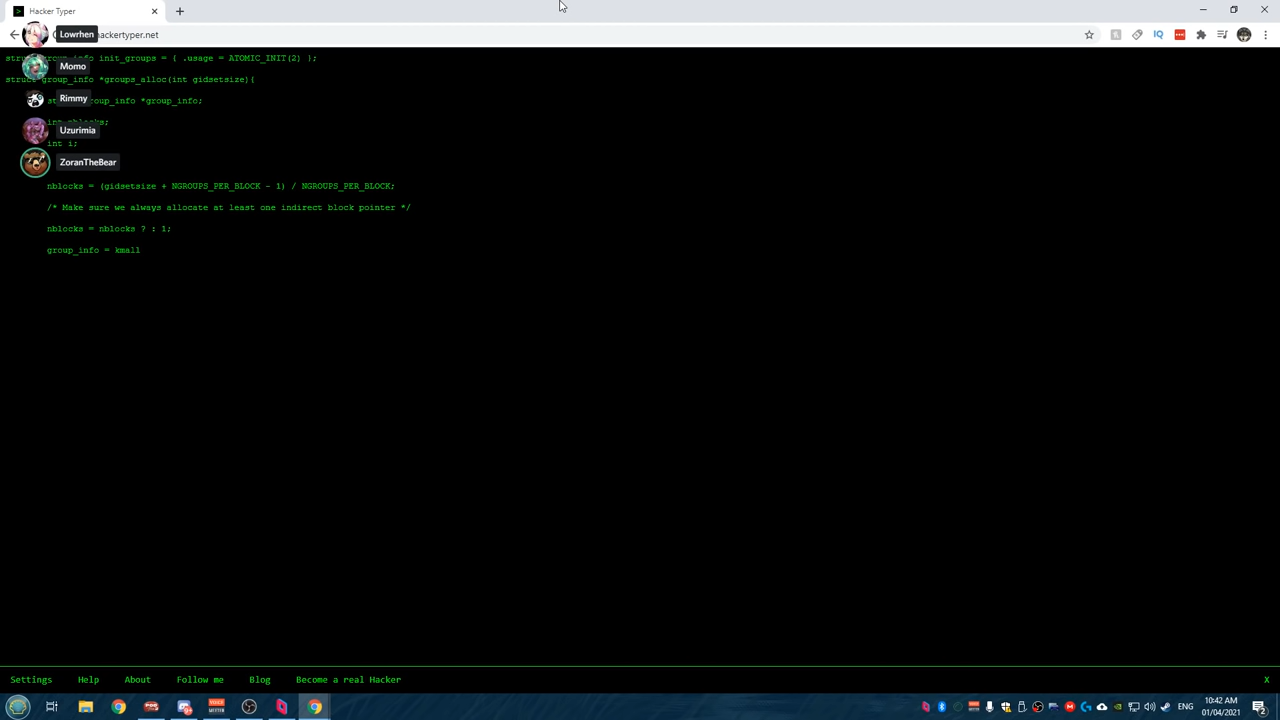 Hacker Typer
Lowrhen
hackertyper.net
struct group_info init_groups = { .usage = ATOMIC_INIT(2) };
Momo
struct group_info *groups_alloc(int gidsetsize){
Rimmy
group_info *group_info;
int nblocks;
Uzurimia
int i;
ZoranTheBear
nblocks = (gidsetsize + NGROUPS_PER_BLOCK - 1) / NGROUPS_PER_BLOCK;
/* Make sure we always allocate at least one indirect block pointer */
nblocks = nblocks ? : 1;
group_info = kmall
Settings Help About Follow me Blog Become a real Hacker X
ENG 10:42 AM
01/04/2021